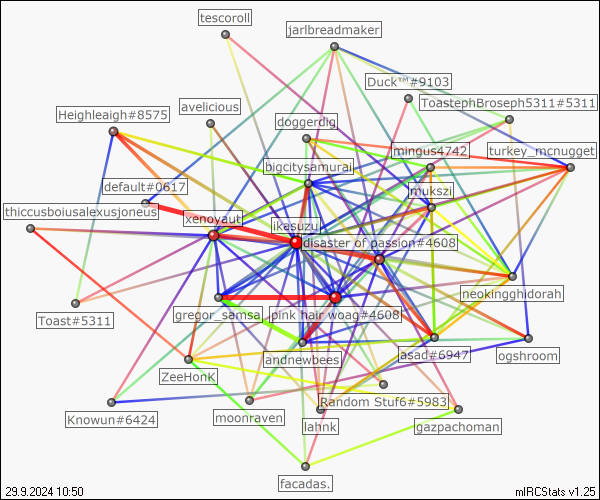 tescoroll
jarlbreadmaker
Duck™#9103
ToastephBroseph5311#5311
avelicious
Heighleaigh#8575
doggerdig
mingus4742
turkey_mcnugget
bigcitysamurai
default#0617
mukszi
thiccusboiusalexusjoneus
xenoyaut
ikasuzu
disaster of passion#4608
neokingghidorah
gregor_samsa
pink hair woag#4608
Toast#5311
andnewbees
asad#6947
ogshroom
ZeeHonk
Random Stuf6#5983
Knowun#6424
moonraven
lahnk
gazpachoman
facadas.
29.9.2024 10:50
mIRCStats v1.25